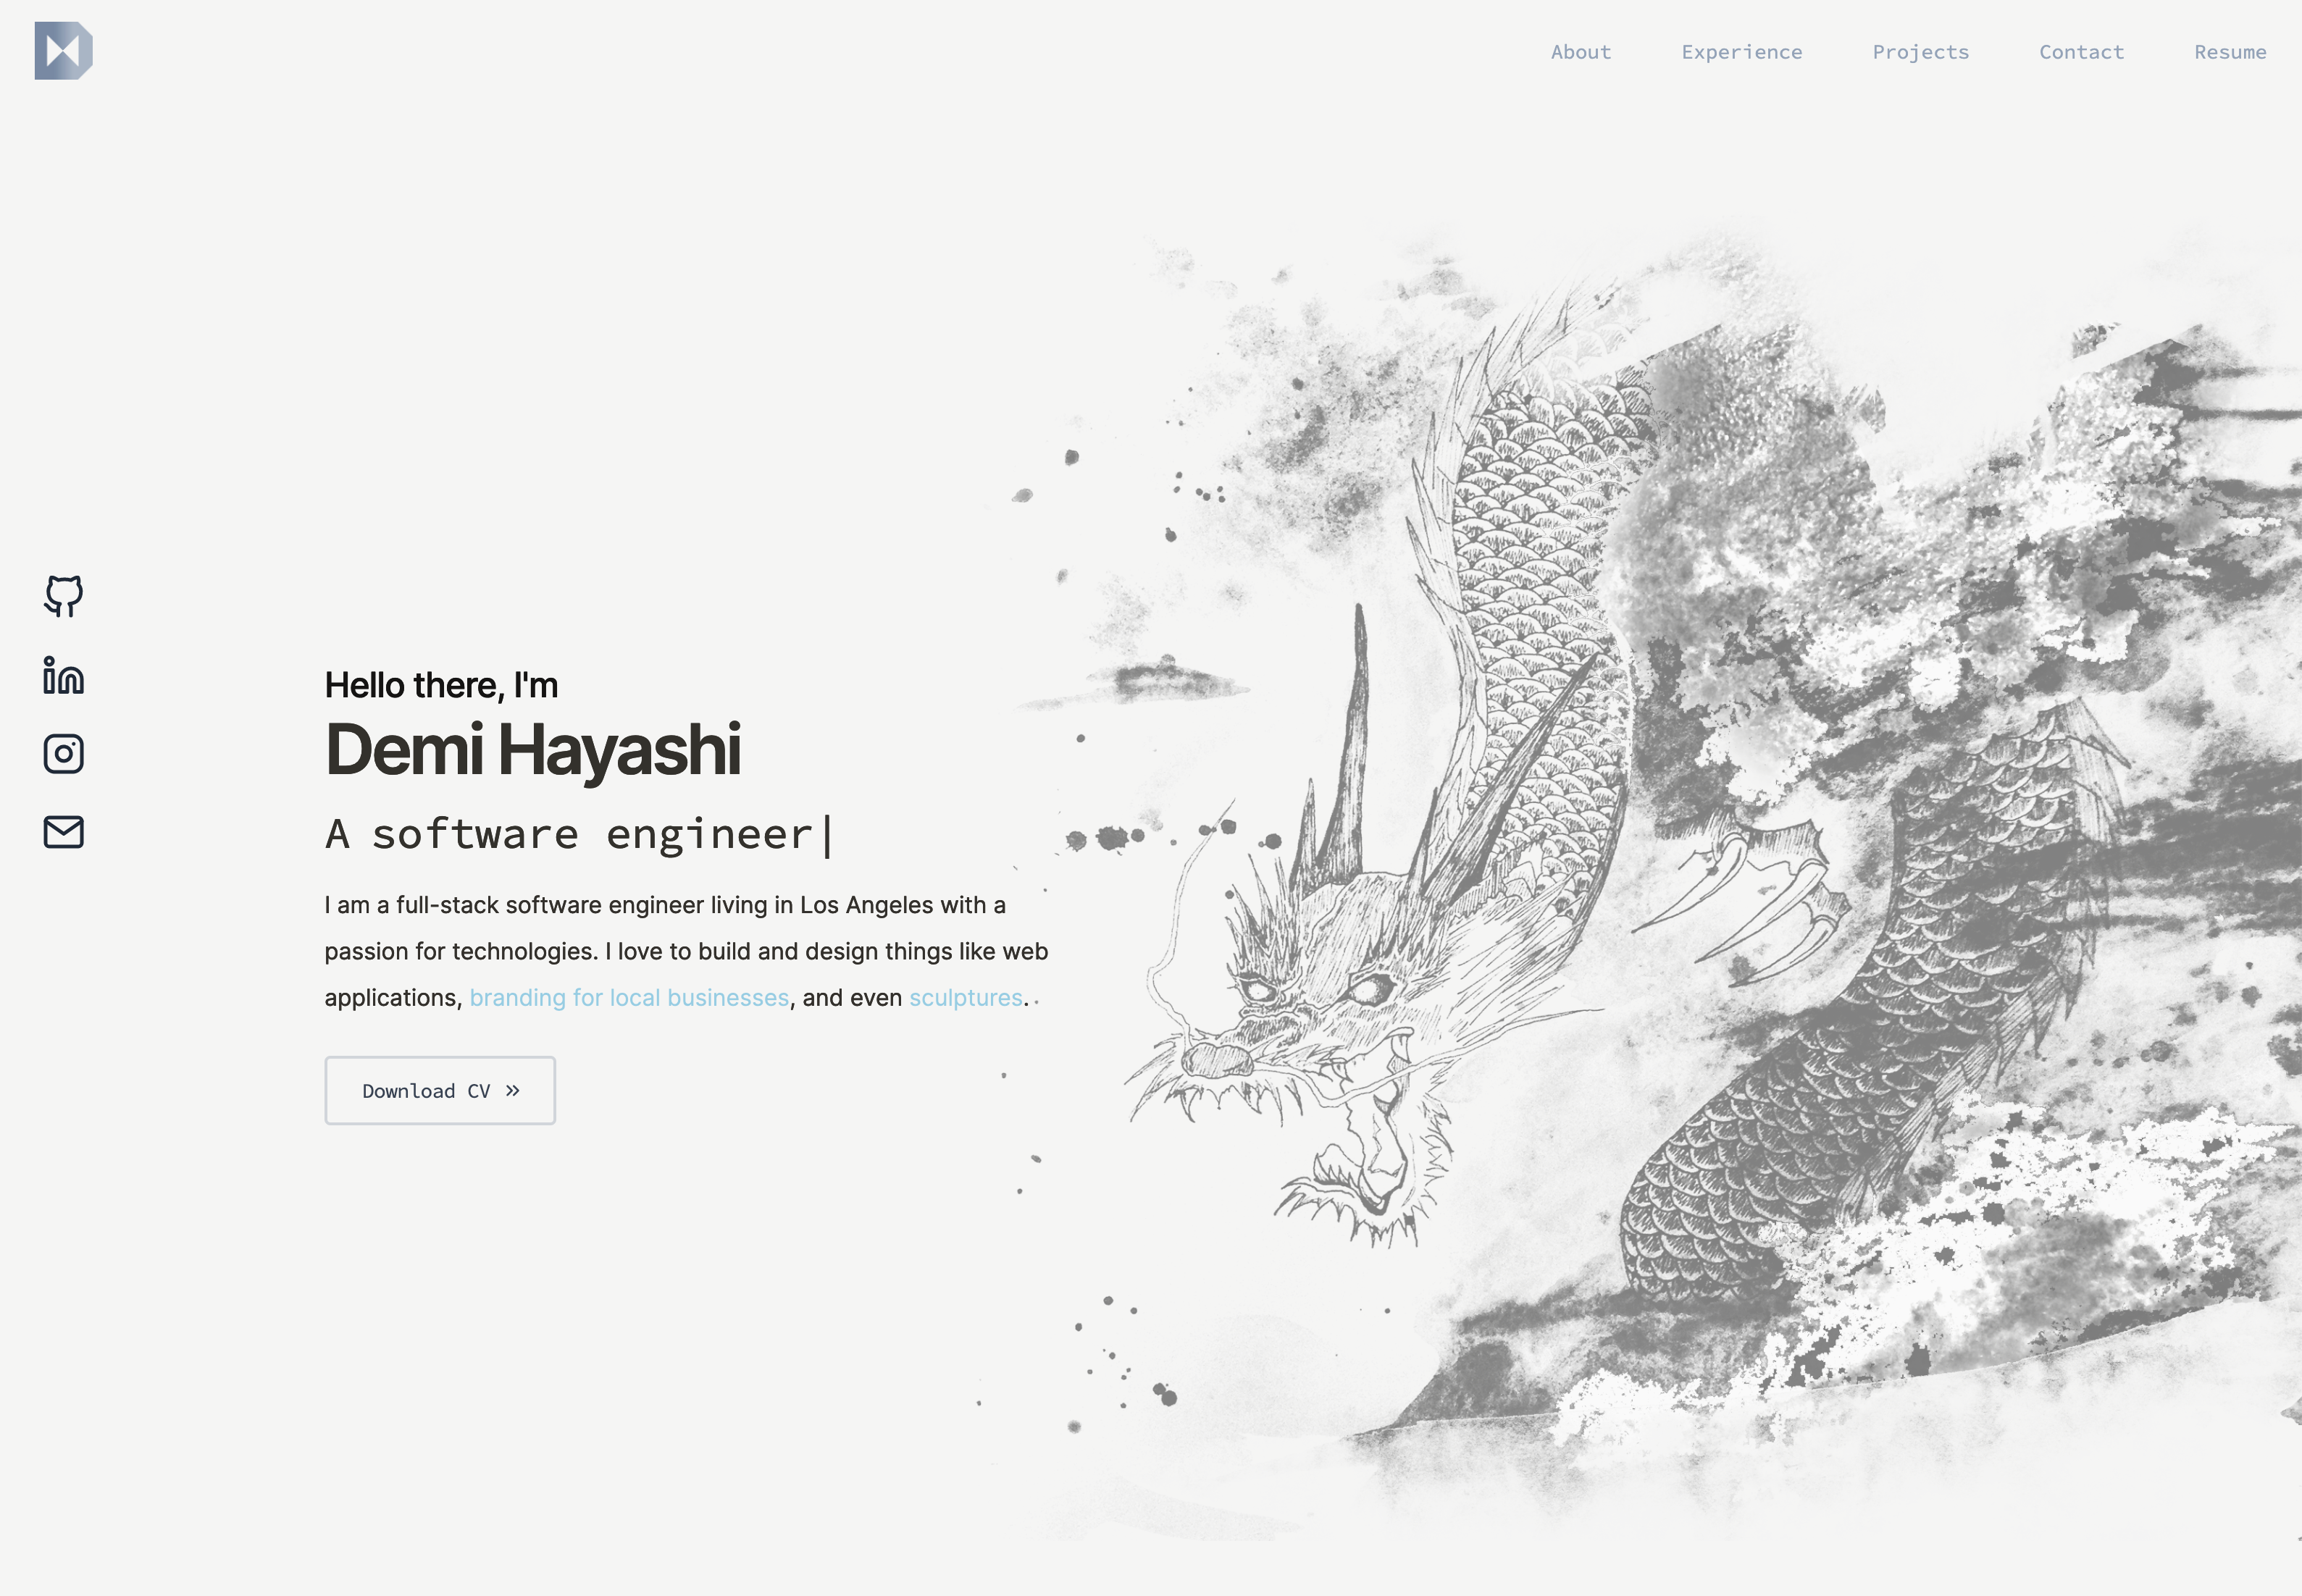 About Experience Projects Contact Resume
Hello there, I'm
Demi Hayashi
A software engineer|
I am a full-stack software engineer living in Los Angeles with a
passion for technologies. I love to build and design things like web
applications, branding for local businesses, and even sculptures.
Download CV »